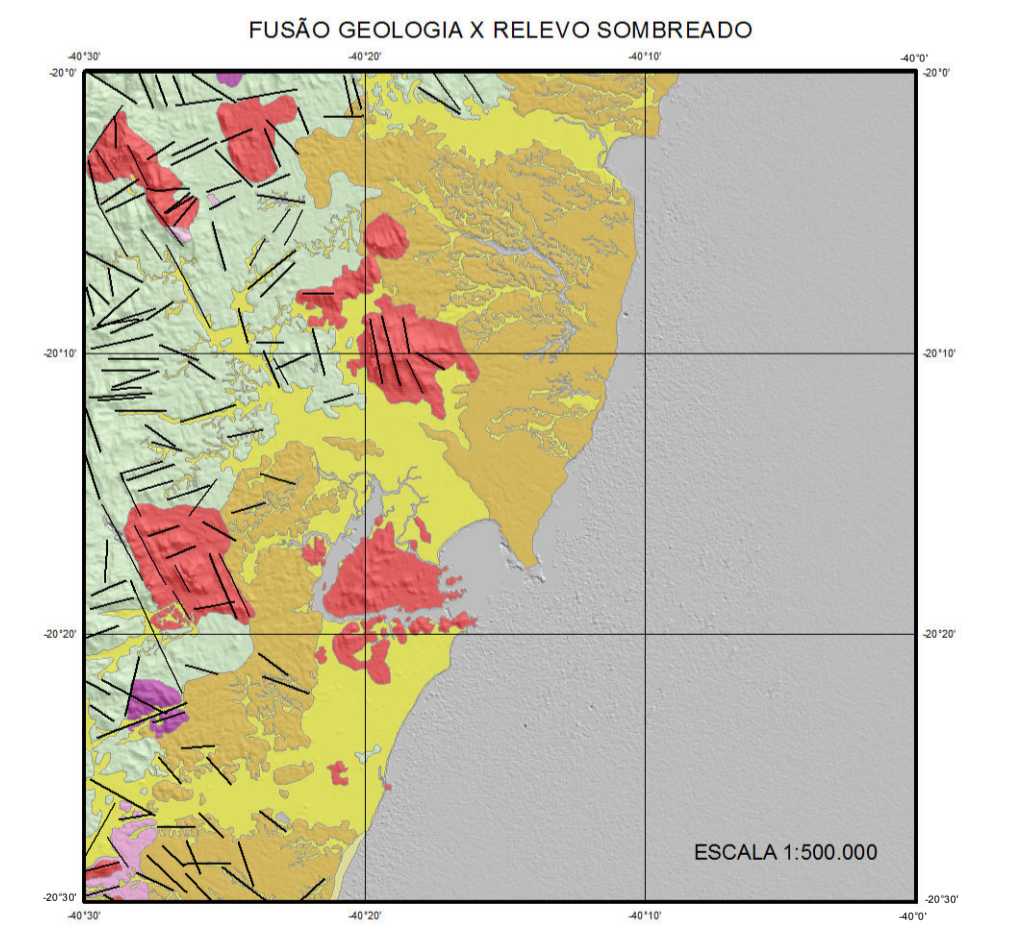 FUSÃO GEOLOGIA X RELEVO SOMBREADO
-40°30' -40°20' -40°10' -40°0'
-20°0' -20°0'
-20°10' -20°10'
-20°20' -20°20'
ESCALA 1:500.000
-20°30' -20°30'
-40°30' -40°20' -40°10' -40°0'